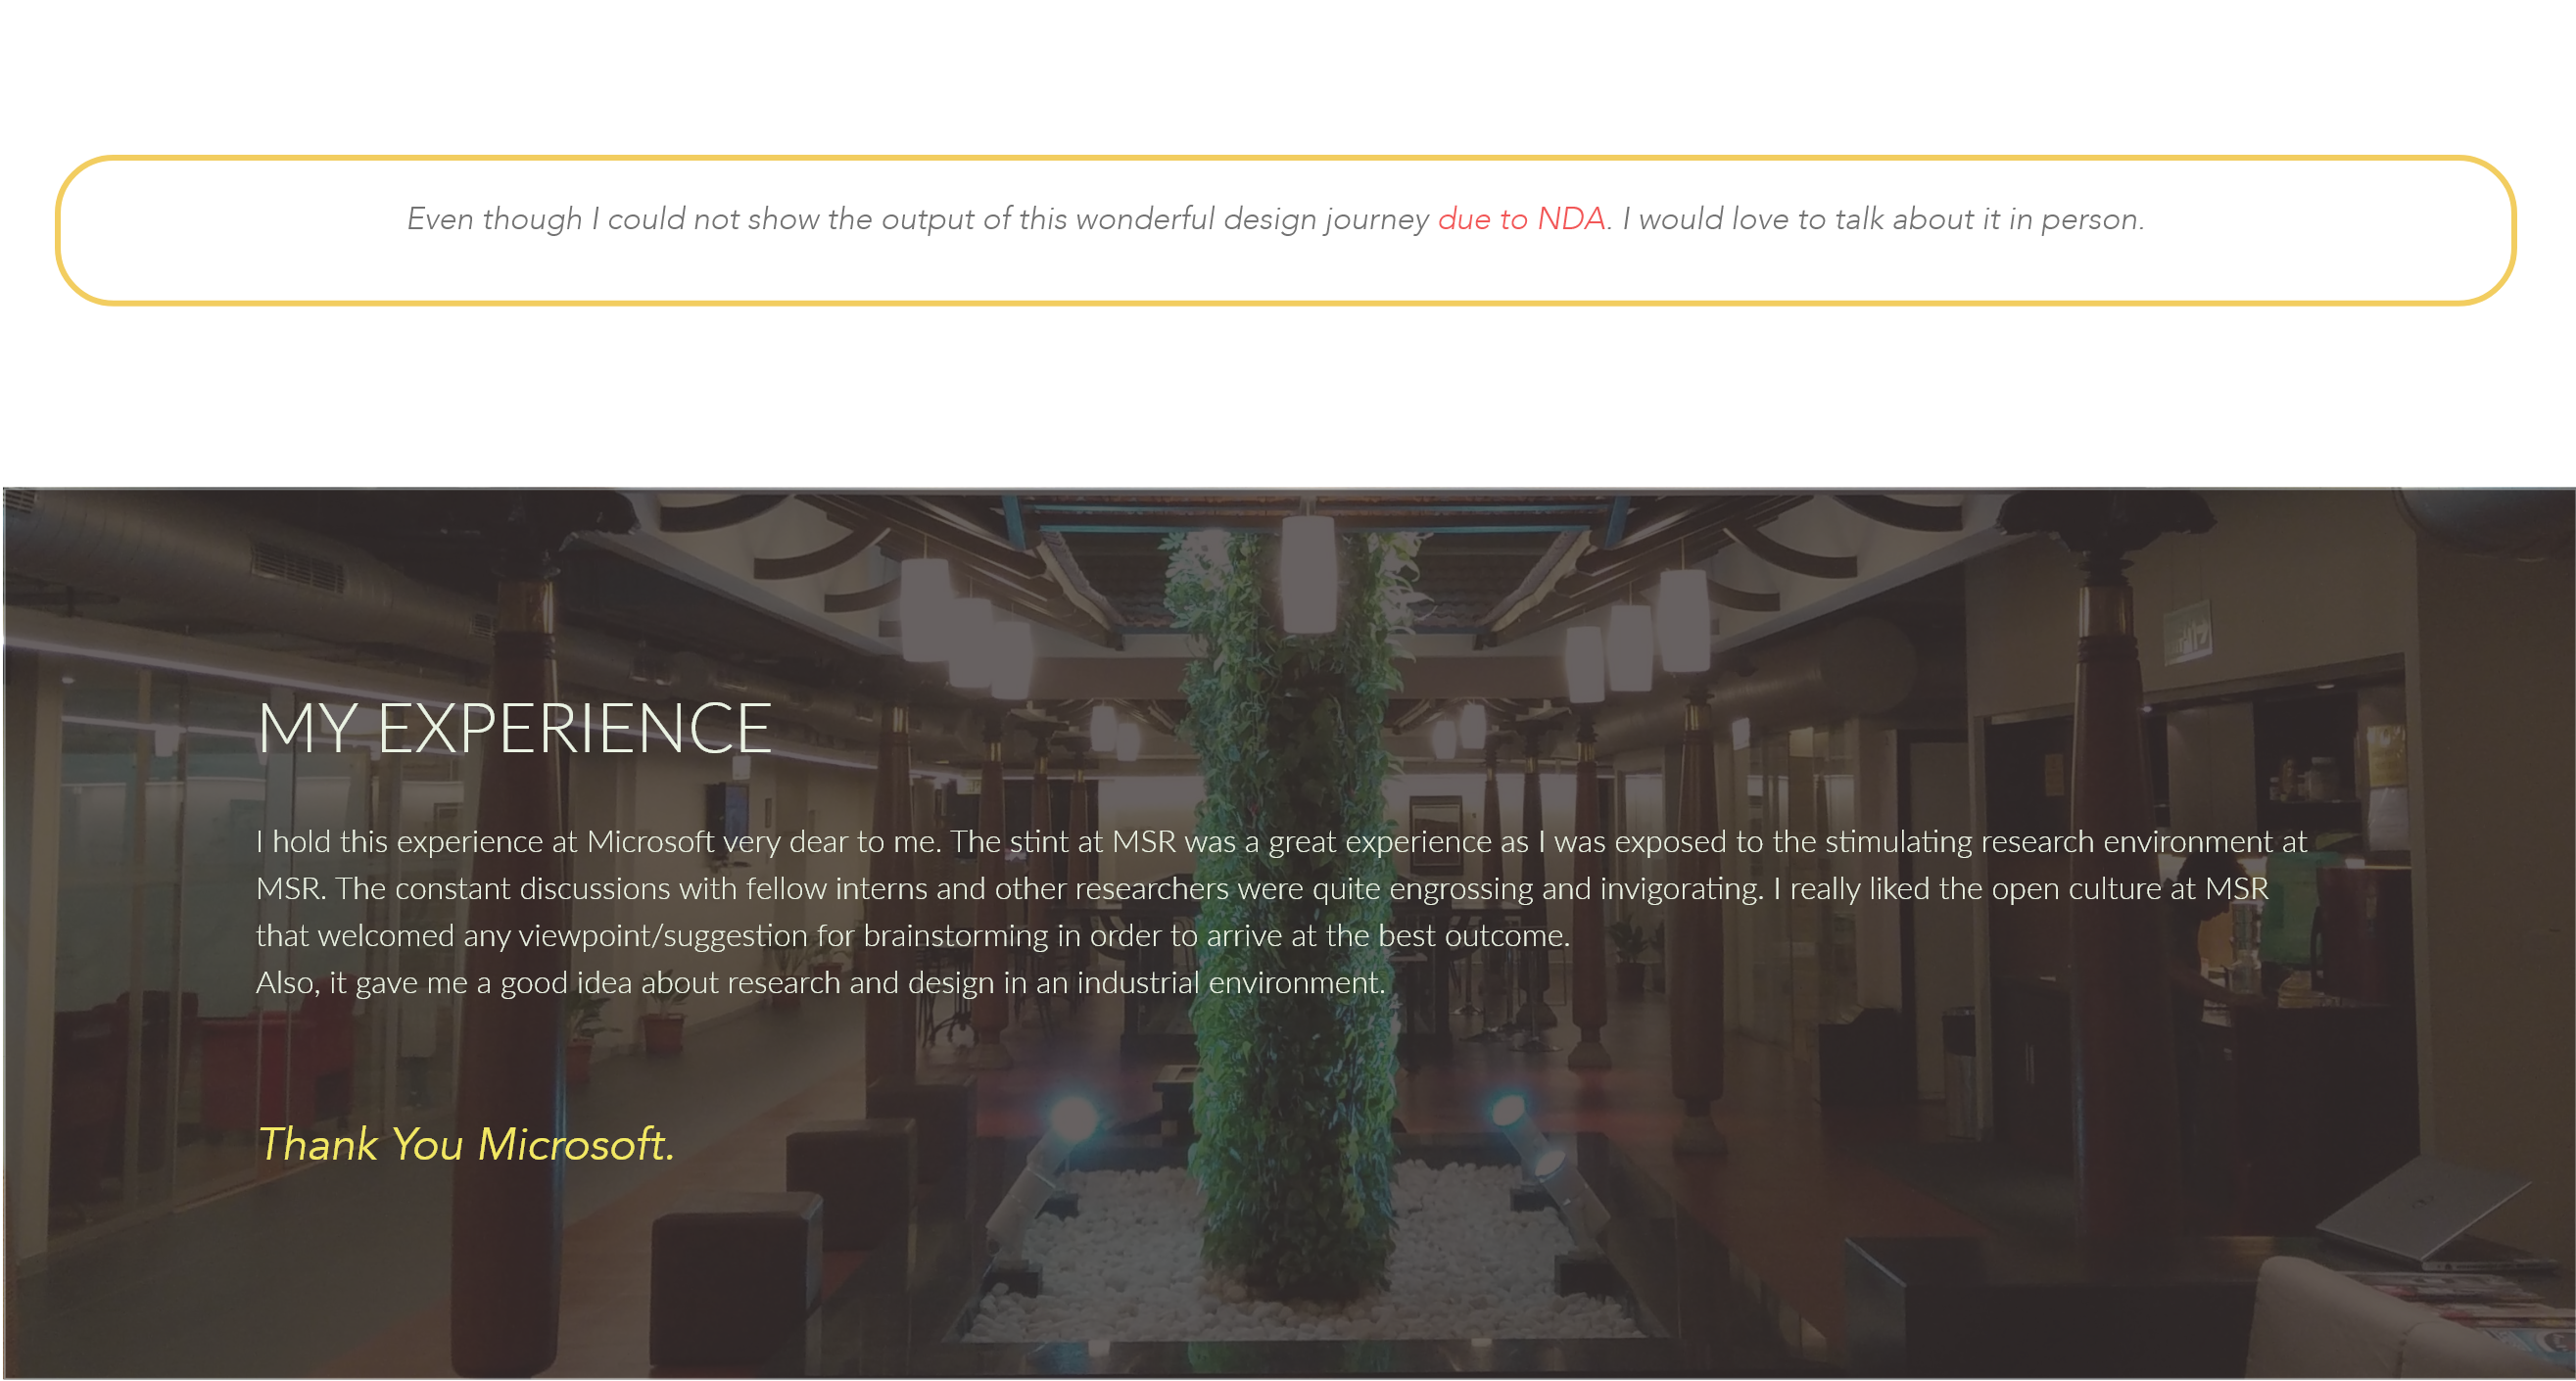 Even though I could not show the output of this wonderful design journey due to NDA. I would love to talk about it in person.
MY EXPERIENCE
I hold this experience at Microsoft very dear to me. The stint at MSR was a great experience as I was exposed to the stimulating research environment at
MSR. The constant discussions with fellow interns and other researchers were quite engrossing and invigorating. I really liked the open culture at MSR
that welcomed any viewpoint/suggestion for brainstorming in order to arrive at the best outcome.
Also, it gave me a good idea about research and design in an industrial environment.
Thank You Microsoft.